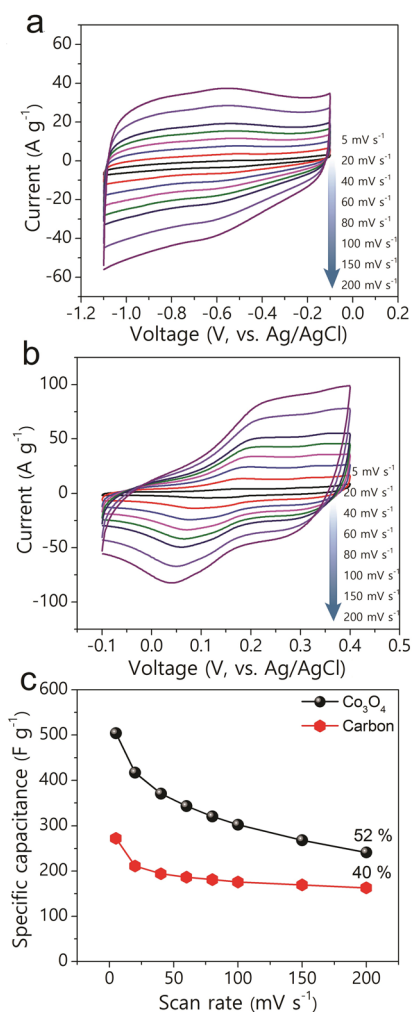 a
60
40
20
0
-20
-40
-60
Current (A g⁻¹)
5 mV s⁻¹
20 mV s⁻¹
40 mV s⁻¹
60 mV s⁻¹
80 mV s⁻¹
100 mV s⁻¹
150 mV s⁻¹
200 mV s⁻¹
-1.2 -1.0 -0.8 -0.6 -0.4 -0.2 0.0
Voltage (V, vs. Ag/AgCl)
b
100
50
0
-50
-100
Current (A g⁻¹)
5 mV s⁻¹
20 mV s⁻¹
40 mV s⁻¹
60 mV s⁻¹
80 mV s⁻¹
100 mV s⁻¹
150 mV s⁻¹
200 mV s⁻¹
-0.1 0.0 0.1 0.2 0.3 0.4 0.5
Voltage (V, vs. Ag/AgCl)
c
600
500
400
300
200
100
0
Specific capacitance (F g⁻¹)
Co₃O₄
Carbon
52 %
40 %
0 50 100 150 200
Scan rate (mV s⁻¹)